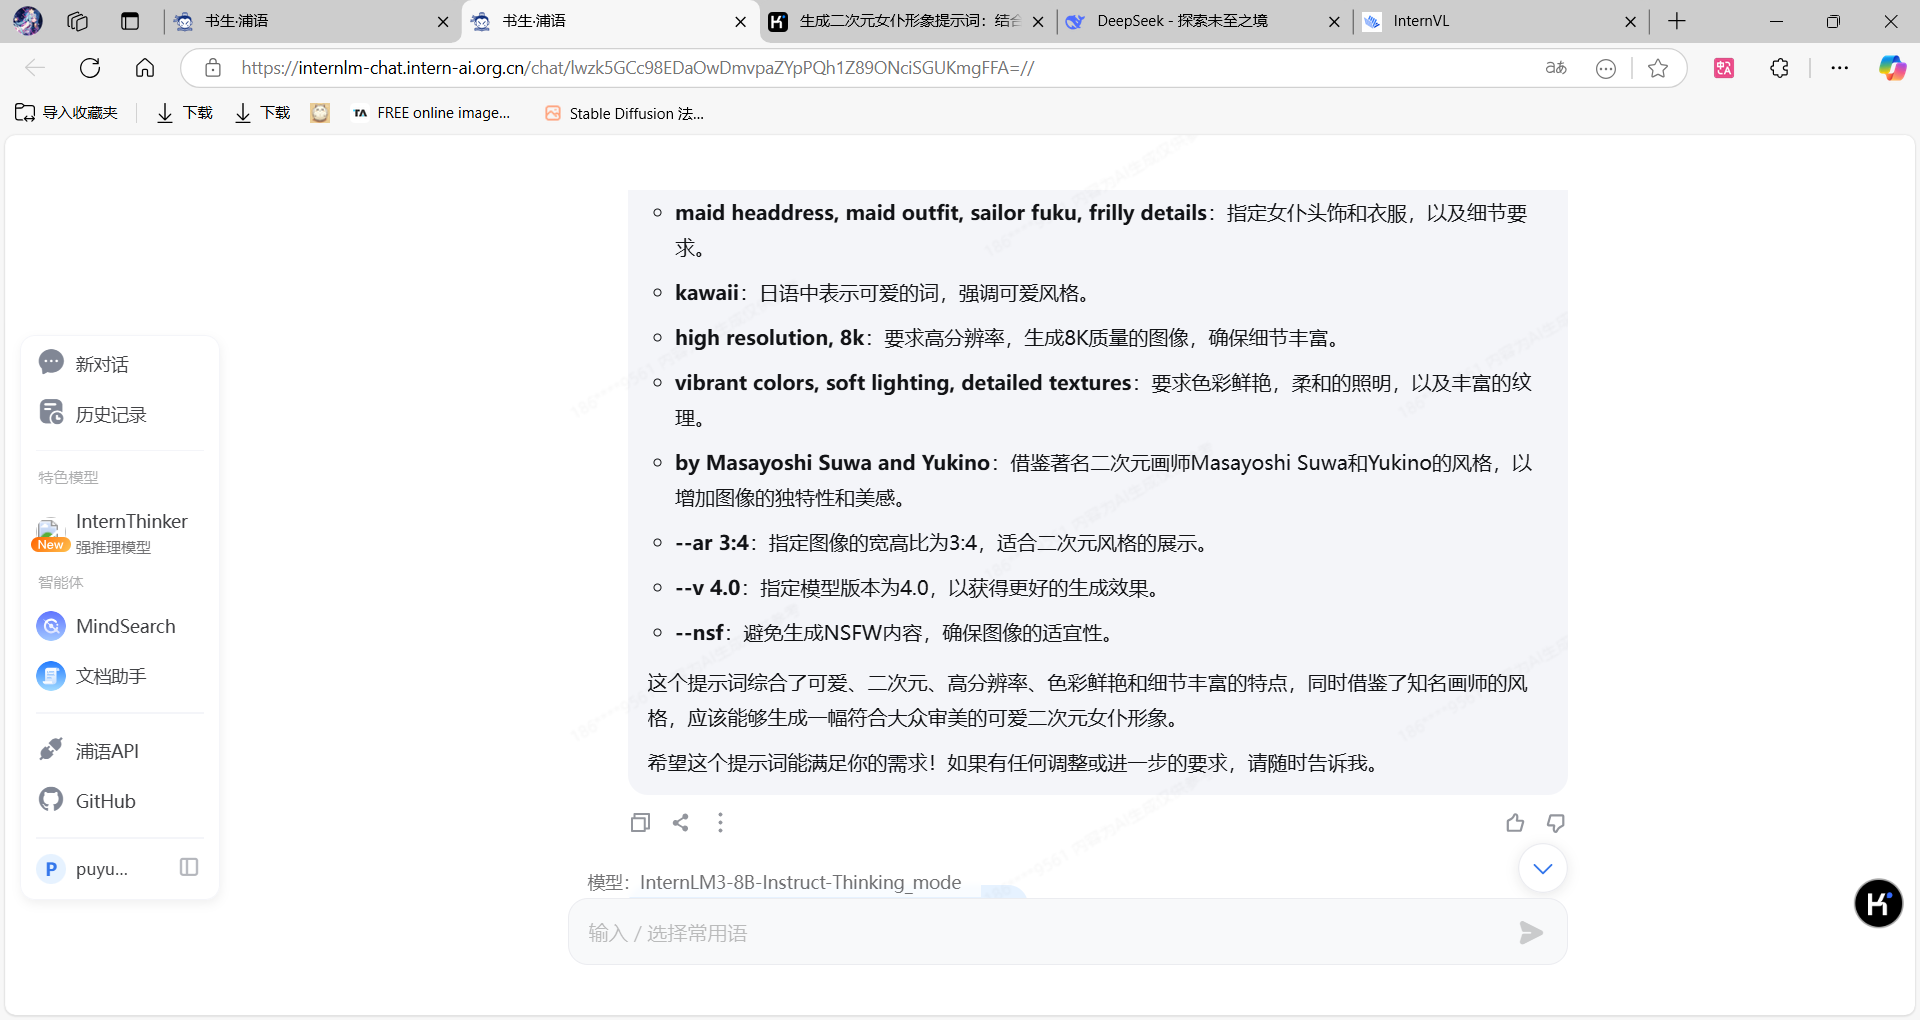 书生·浦语
书生·浦语
生成二次元女仆形象提示词：结合
DeepSeek - 探索未至之境
InternVL
https://internlm-chat.intern-ai.org.cn/chat/lwzk5GCc98EDaOwDmvpaZYpPQh1Z89ONciSGUKmgFFA=//
导入收藏夹
下载
下载
TA FREE online image...
Stable Diffusion 法...
maid headdress, maid outfit, sailor fuku, frilly details：指定女仆头饰和衣服，以及细节要
求。
kawaii：日语中表示可爱的词，强调可爱风格。
high resolution, 8k：要求高分辨率，生成8K质量的图像，确保细节丰富。
vibrant colors, soft lighting, detailed textures：要求色彩鲜艳，柔和的照明，以及丰富的纹
理。
by Masayoshi Suwa and Yukino：借鉴著名二次元画师Masayoshi Suwa和Yukino的风格，以
增加图像的独特性和美感。
--ar 3:4：指定图像的宽高比为3:4，适合二次元风格的展示。
--v 4.0：指定模型版本为4.0，以获得更好的生成效果。
--nsf：避免生成NSFW内容，确保图像的适宜性。
这个提示词综合了可爱、二次元、高分辨率、色彩鲜艳和细节丰富的特点，同时借鉴了知名画师的风
格，应该能够生成一幅符合大众审美的可爱二次元女仆形象。
希望这个提示词能满足你的需求！如果有任何调整或进一步的要求，请随时告诉我。
新对话
历史记录
特色模型
InternThinker
New 强推理模型
智能体
MindSearch
文档助手
浦语API
GitHub
P puyu...
模型：InternLM3-8B-Instruct-Thinking_mode
输入 / 选择常用语